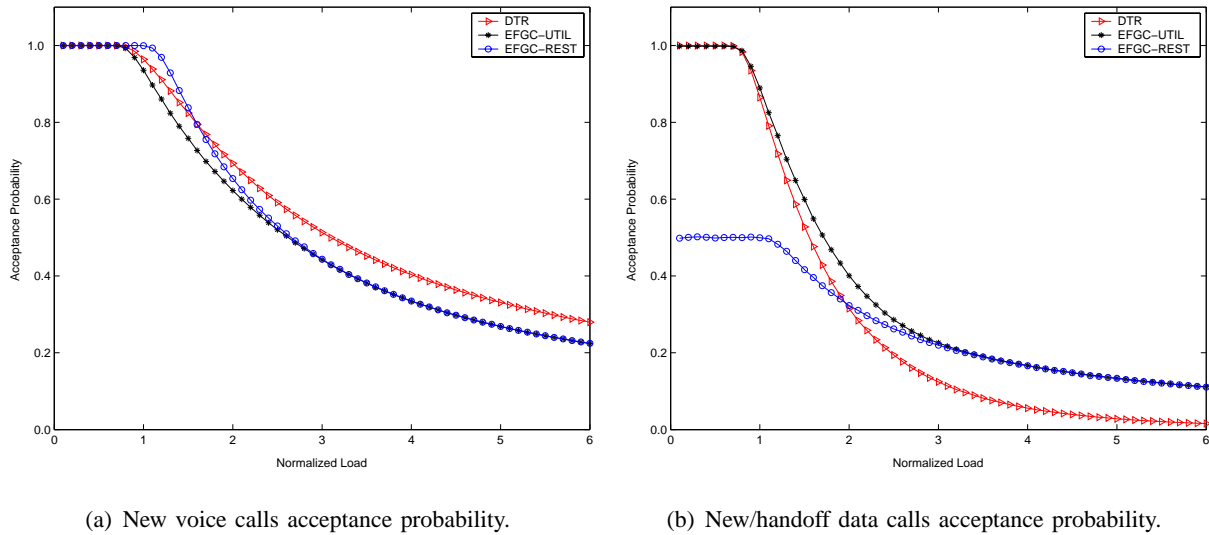 DTR
EFGC-UTIL
EFGC-REST
1.0
0.8
0.6
0.4
0.2
0.0
Acceptance Probability
0 1 2 3 4 5 6
Normalized Load
(a) New voice calls acceptance probability.
DTR
EFGC-UTIL
EFGC-REST
1.0
0.8
0.6
0.4
0.2
0.0
Acceptance Probability
0 1 2 3 4 5 6
Normalized Load
(b) New/handoff data calls acceptance probability.